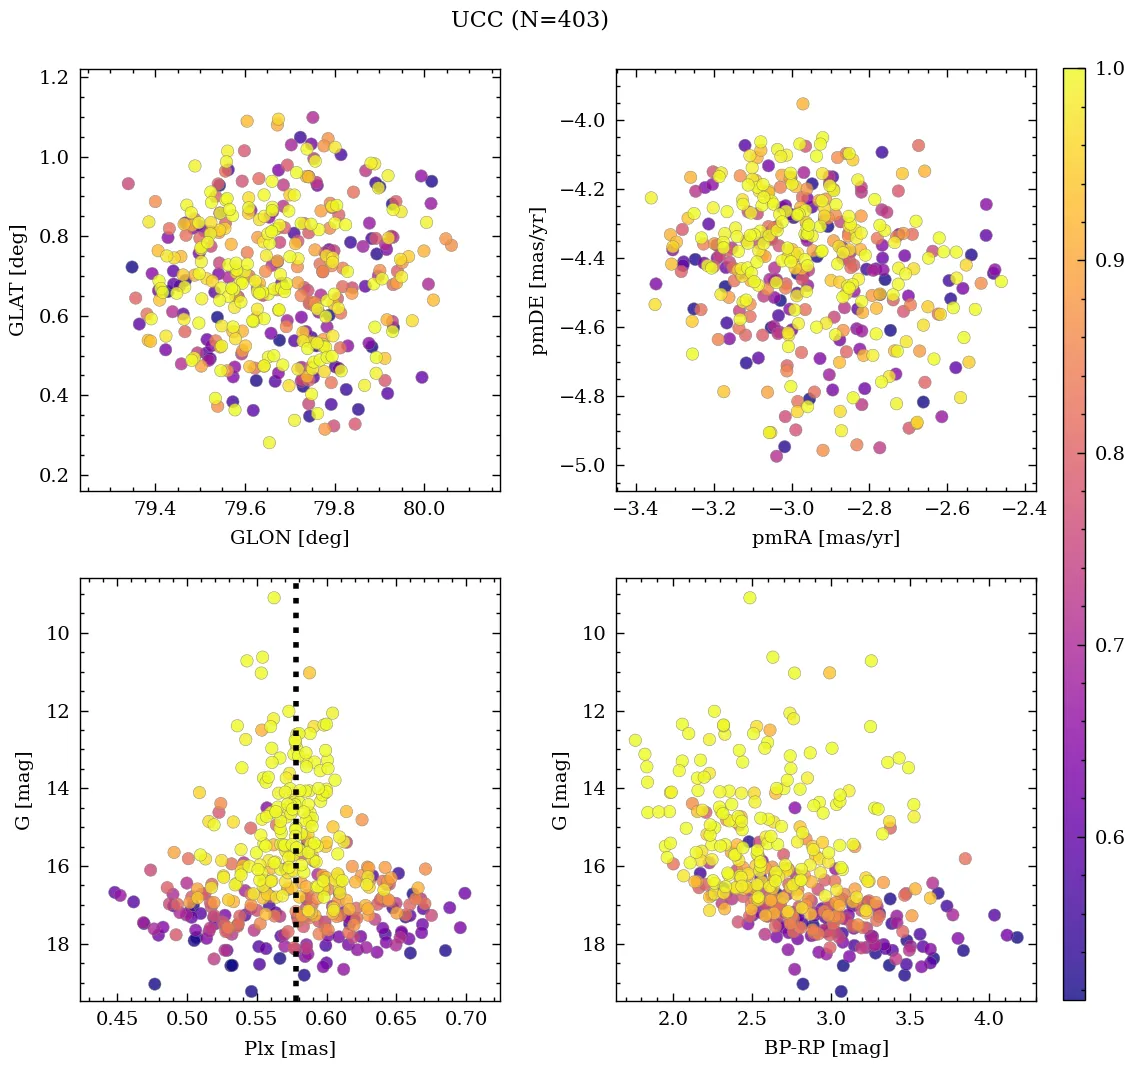 UCC (N=403)
1.2
1.0
0.8
0.6
0.4
0.2
GLAT [deg]
79.4 79.6 79.8 80.0
GLON [deg]
−4.0
−4.2
−4.4
−4.6
−4.8
−5.0
pmDE [mas/yr]
−3.4 −3.2 −3.0 −2.8 −2.6 −2.4
pmRA [mas/yr]
10
12
14
16
18
G [mag]
0.45 0.50 0.55 0.60 0.65 0.70
Plx [mas]
10
12
14
16
18
G [mag]
2.0 2.5 3.0 3.5 4.0
BP-RP [mag]
1.0
0.9
0.8
0.7
0.6